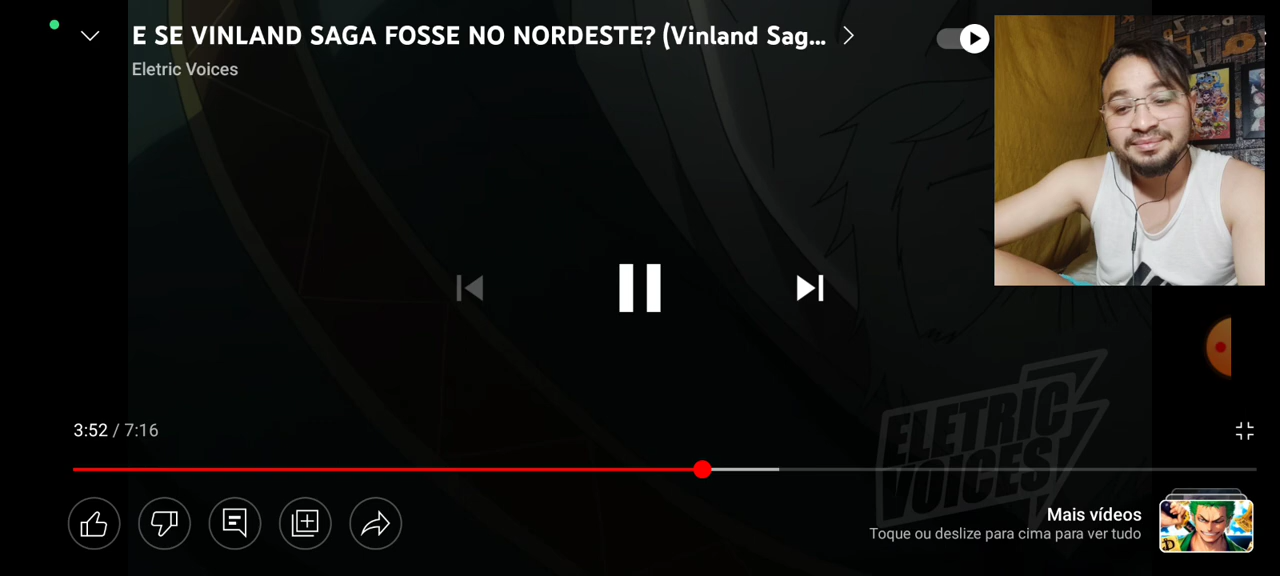 E SE VINLAND SAGA FOSSE NO NORDESTE? (Vinland Sag...
Eletric Voices
3:52 / 7:16
ELETRIC
VOICES
Mais vídeos
Toque ou deslize para cima para ver tudo